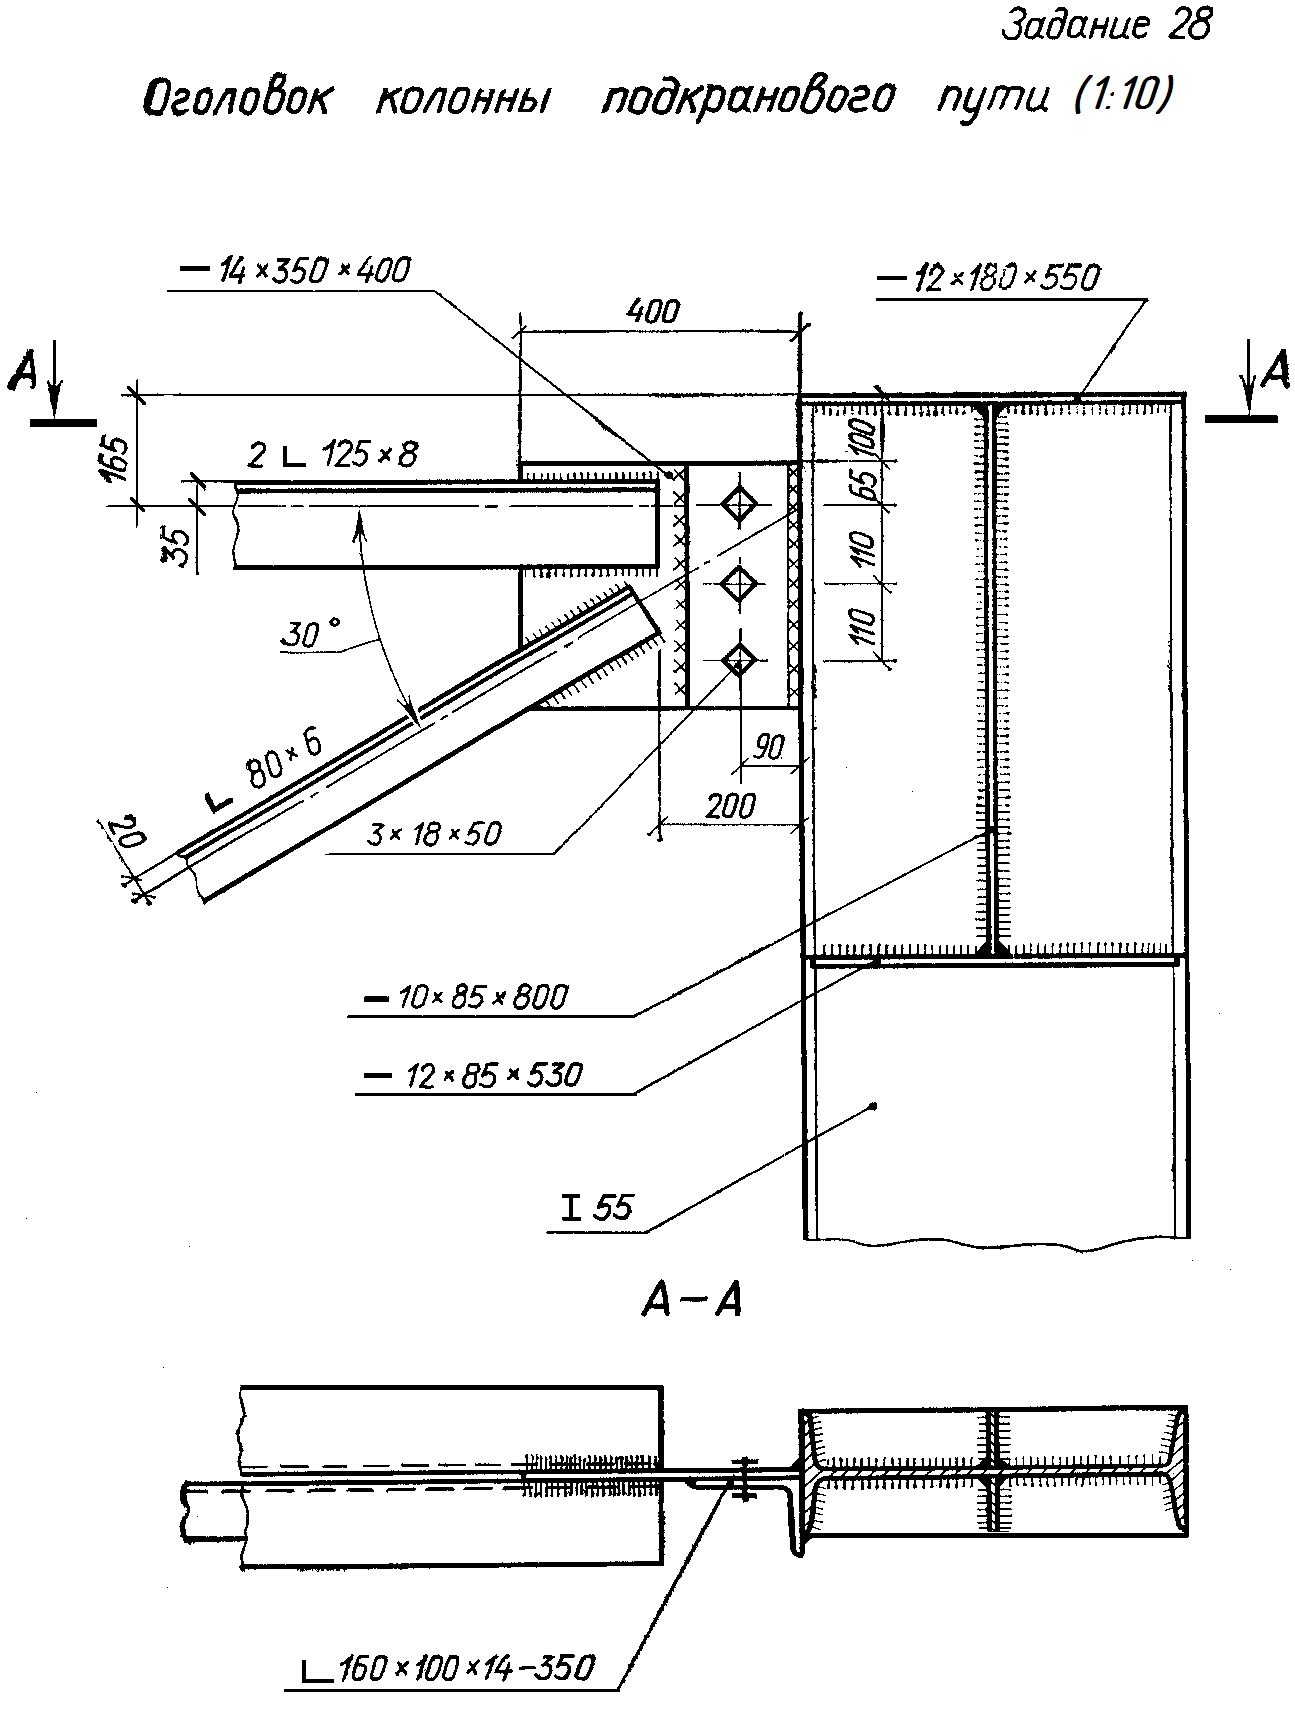 Задание 28
Оголовок колонны подкранового пути (1:10)
— 14×350×400
— 12×180×550
400
А
А
165
35
2 ∟ 125×8
100
65
110
110
30°
∟ 80×6
20
90
200
3×18×50
— 10×85×800
— 12×85×530
I 55
А–А
∟160×100×14–350